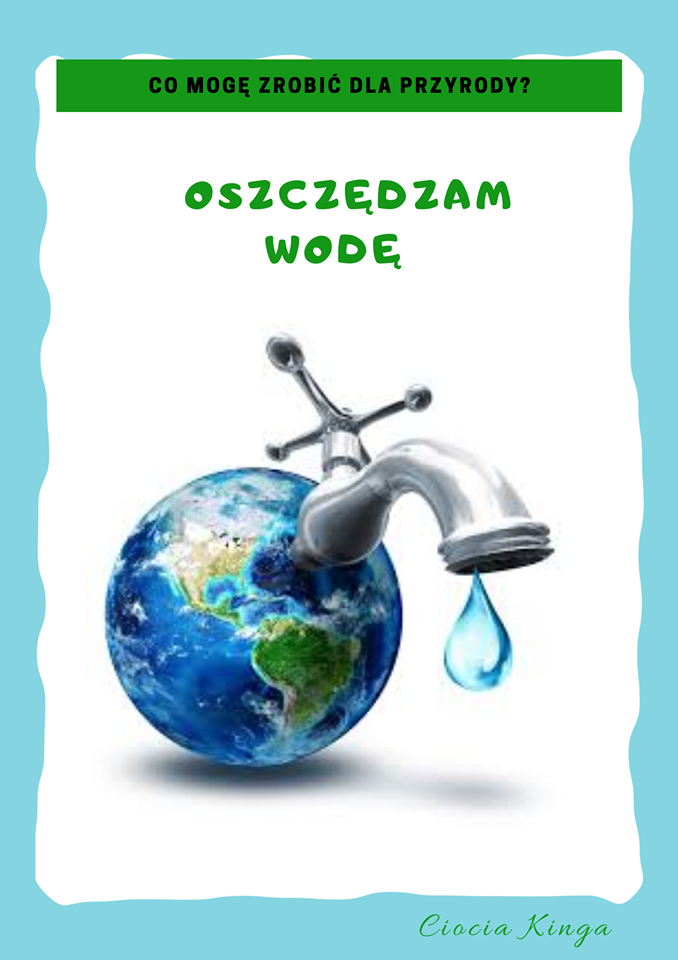 CO MOGĘ ZROBIĆ DLA PRZYRODY?
OSZCZĘDZAM
WODĘ
Ciocia Kinga